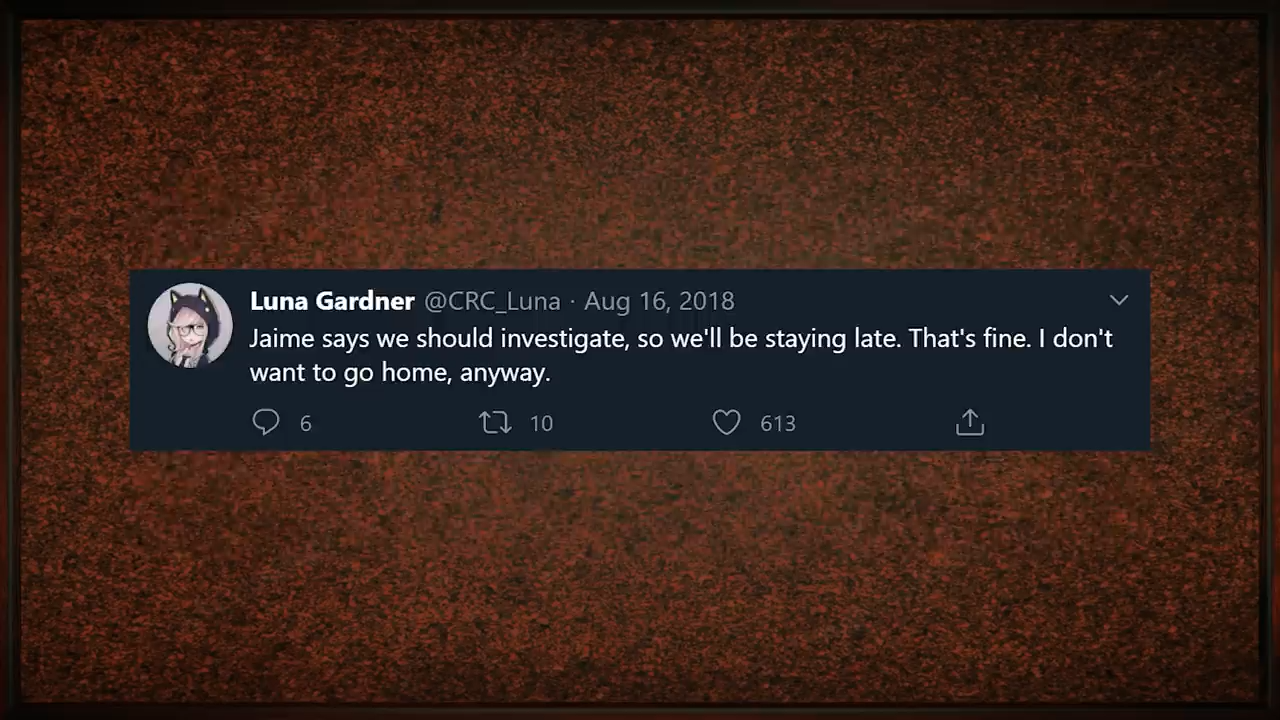 Luna Gardner @CRC_Luna · Aug 16, 2018
Jaime says we should investigate, so we'll be staying late. That's fine. I don't
want to go home, anyway.
6 10 613